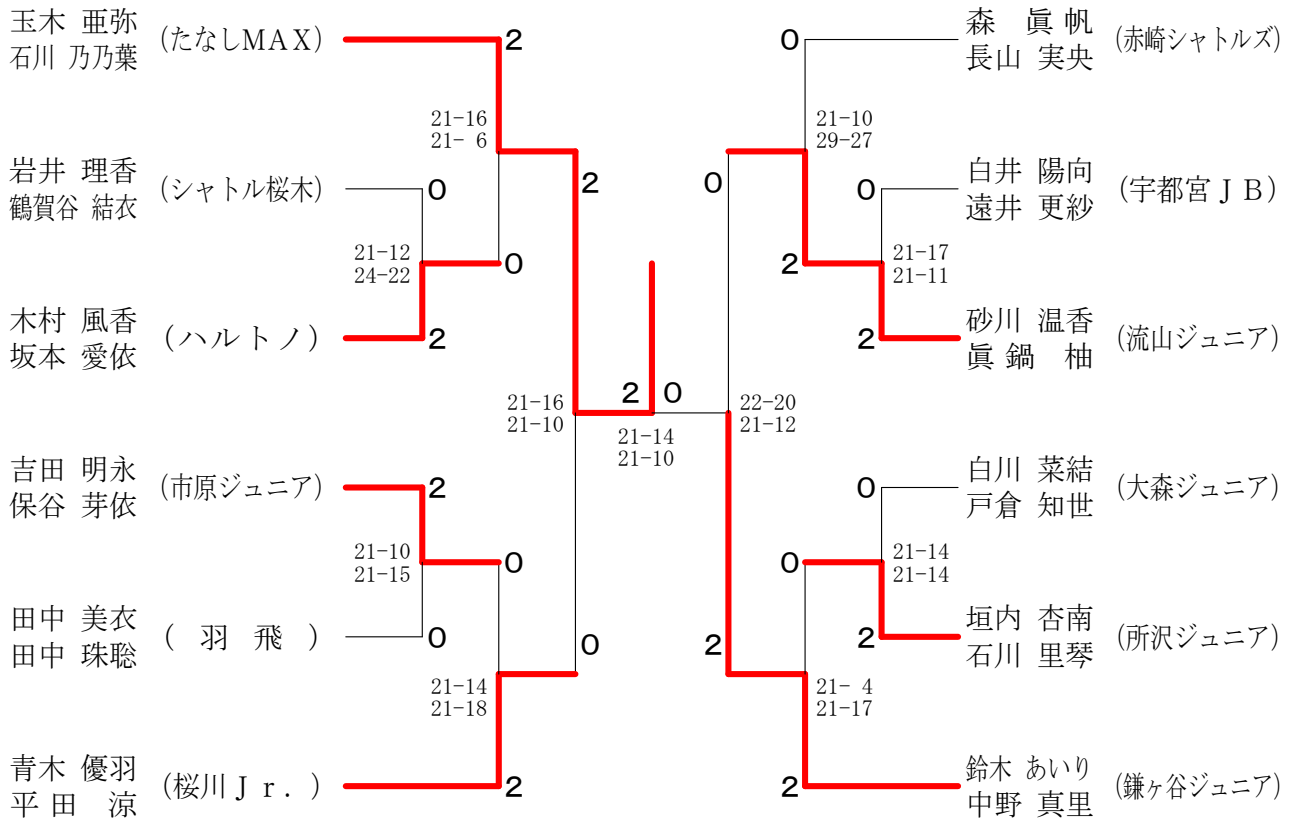 玉木 亜弥
石川 乃乃葉
(たなしMAX)
2
21-16
21- 6
岩井 理香
鶴賀谷 結衣
(シャトル桜木)
0
21-12
24-22
0
木村 風香
坂本 愛依
(ハルトノ)
2
2
21-16
21-10
吉田 明永
保谷 芽依
(市原ジュニア)
2
21-10
21-15
0
田中 美衣
田中 珠聡
(羽飛)
0
0
21-14
21-18
青木 優羽
平田 涼
(桜川Jr.)
2
2 0
21-14
21-10
森 眞帆
長山 実央
(赤崎シャトルズ)
0
21-10
29-27
0
白井 陽向
遠井 更紗
(宇都宮JB)
0
21-17
21-11
2
砂川 温香
眞鍋 柚
(流山ジュニア)
2
22-20
21-12
白川 菜結
戸倉 知世
(大森ジュニア)
0
21-14
21-14
0
垣内 杏南
石川 里琴
(所沢ジュニア)
2
2
21- 4
21-17
鈴木 あいり
中野 真里
(鎌ヶ谷ジュニア)
2